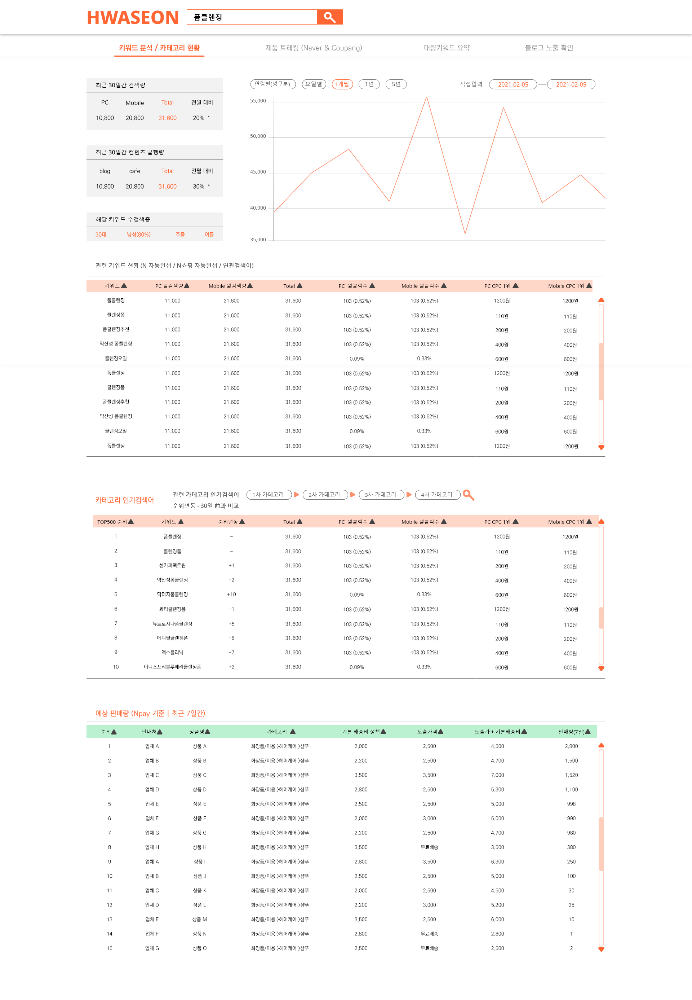 HWASEON 폼클렌징
키워드 분석 / 카테고리 현황 제품 트래킹 (Naver & Coupang) 대량키워드 요약 블로그 노출 확인
최근 30일간 검색량
PC Mobile Total 전월 대비
10,800 20,800 31,600 20% ↑
최근 30일간 컨텐츠 발행량
blog cafe Total 전월 대비
10,800 20,800 31,600 30% ↑
해당 키워드 주검색층
30대 남성(80%) 주중 여름
연령별(성구분) 요일별 1개월 1년 5년 직접입력 2021-02-05 — 2021-02-05
55,000
50,000
45,000
40,000
35,000
관련 키워드 현황 (N 자동완성 / N쇼핑 자동완성 / 연관검색어)
키워드▲ PC 월검색량▲ Mobile 월검색량▲ Total ▲ PC 월클릭수 ▲ Mobile 월클릭수 ▲ PC CPC 1위 ▲ Mobile CPC 1위 ▲
폼클렌징 11,000 21,600 31,600 103 (0.52%) 103 (0.52%) 1200원 1200원
클렌징폼 11,000 21,600 31,600 103 (0.52%) 103 (0.52%) 110원 110원
폼클렌징추천 11,000 21,600 31,600 103 (0.52%) 103 (0.52%) 200원 200원
약산성 폼클렌징 11,000 21,600 31,600 103 (0.52%) 103 (0.52%) 400원 400원
클렌징오일 11,000 21,600 31,600 0.09% 0.33% 600원 600원
폼클렌징 11,000 21,600 31,600 103 (0.52%) 103 (0.52%) 1200원 1200원
클렌징폼 11,000 21,600 31,600 103 (0.52%) 103 (0.52%) 110원 110원
폼클렌징추천 11,000 21,600 31,600 103 (0.52%) 103 (0.52%) 200원 200원
약산성 폼클렌징 11,000 21,600 31,600 103 (0.52%) 103 (0.52%) 400원 400원
클렌징오일 11,000 21,600 31,600 0.09% 0.33% 600원 600원
폼클렌징 11,000 21,600 31,600 103 (0.52%) 103 (0.52%) 1200원 1200원
카테고리 인기검색어
관련 카테고리 인기검색어 1차 카테고리 ▶ 2차 카테고리 ▶ 3차 카테고리 ▶ 4차 카테고리
순위변동 - 30일 前과 비교
TOP500 순위▲ 키워드 ▲ 순위변동 ▲ Total ▲ PC 월클릭수 ▲ Mobile 월클릭수 ▲ PC CPC 1위 ▲ Mobile CPC 1위 ▲
1 폼클렌징 – 31,600 103 (0.52%) 103 (0.52%) 1200원 1200원
2 클렌징폼 – 31,600 103 (0.52%) 103 (0.52%) 110원 110원
3 센카퍼펙트휩 +1 31,600 103 (0.52%) 103 (0.52%) 200원 200원
4 약산성폼클렌징 -2 31,600 103 (0.52%) 103 (0.52%) 400원 400원
5 닥터지폼클렌징 +10 31,600 0.09% 0.33% 600원 600원
6 콰티클렌징폼 -1 31,600 103 (0.52%) 103 (0.52%) 1200원 1200원
7 뉴트로지나폼클렌징 +5 31,600 103 (0.52%) 103 (0.52%) 110원 110원
8 메디필클렌징폼 -8 31,600 103 (0.52%) 103 (0.52%) 200원 200원
9 맥스클리닉 -7 31,600 103 (0.52%) 103 (0.52%) 400원 400원
10 이니스프리블루베리클렌징폼 +2 31,600 0.09% 0.33% 600원 600원
예상 판매량 (Npay 기준 | 최근 7일간)
순위▲ 판매처▲ 상품명▲ 카테고리 ▲ 기본 배송비 정책▲ 노출가격▲ 노출가 + 기본배송비▲ 판매량(7일)▲
1 업체 A 상품 A 화장품/미용 〉헤어케어 〉샴푸 2,000 2,500 4,500 2,800
2 업체 B 상품 B 화장품/미용 〉헤어케어 〉샴푸 2,200 2,500 4,700 1,500
3 업체 C 상품 C 화장품/미용 〉헤어케어 〉샴푸 3,500 3,500 7,000 1,520
4 업체 D 상품 D 화장품/미용 〉헤어케어 〉샴푸 2,800 2,500 5,300 1,100
5 업체 E 상품 E 화장품/미용 〉헤어케어 〉샴푸 2,500 2,500 5,000 998
6 업체 F 상품 F 화장품/미용 〉헤어케어 〉샴푸 2,000 3,000 5,000 990
7 업체 G 상품 G 화장품/미용 〉헤어케어 〉샴푸 2,200 2,500 4,700 980
8 업체 H 상품 H 화장품/미용 〉헤어케어 〉샴푸 3,500 무료배송 3,500 380
9 업체 A 상품 I 화장품/미용 〉헤어케어 〉샴푸 2,800 3,500 6,300 250
10 업체 B 상품 J 화장품/미용 〉헤어케어 〉샴푸 2,500 2,500 5,000 100
11 업체 C 상품 K 화장품/미용 〉헤어케어 〉샴푸 2,000 2,500 4,500 30
12 업체 D 상품 L 화장품/미용 〉헤어케어 〉샴푸 2,200 3,000 5,200 25
13 업체 E 상품 M 화장품/미용 〉헤어케어 〉샴푸 3,500 2,500 6,000 10
14 업체 F 상품 N 화장품/미용 〉헤어케어 〉샴푸 2,800 무료배송 2,800 1
15 업체 G 상품 O 화장품/미용 〉헤어케어 〉샴푸 2,500 무료배송 2,500 2